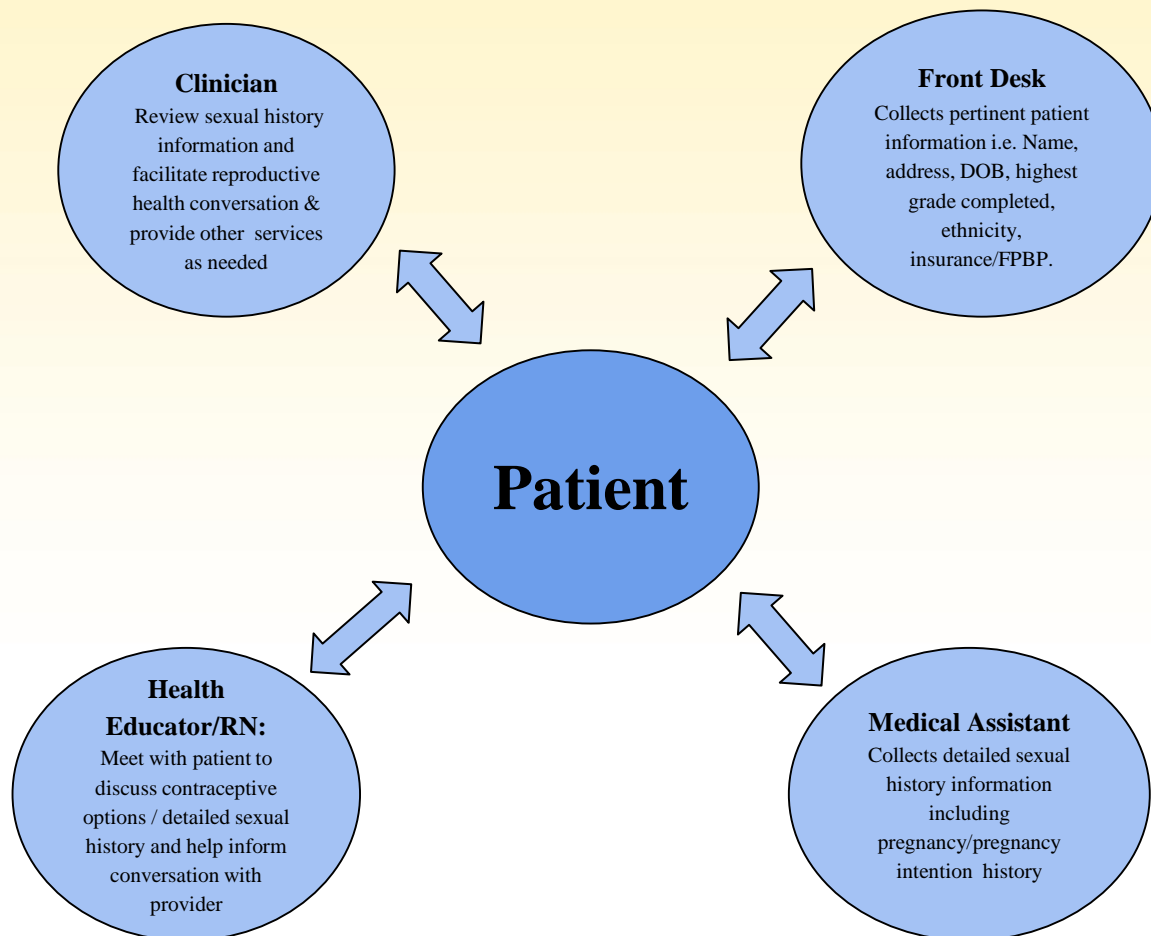 Clinician
Review sexual history
information and
facilitate reproductive
health conversation &
provide other services
as needed
Front Desk
Collects pertinent patient
information i.e. Name,
address, DOB, highest
grade completed,
ethnicity,
insurance/FPBP.
Patient
Health
Educator/RN:
Meet with patient to
discuss contraceptive
options / detailed sexual
history and help inform
conversation with
provider
Medical Assistant
Collects detailed sexual
history information
including
pregnancy/pregnancy
intention history